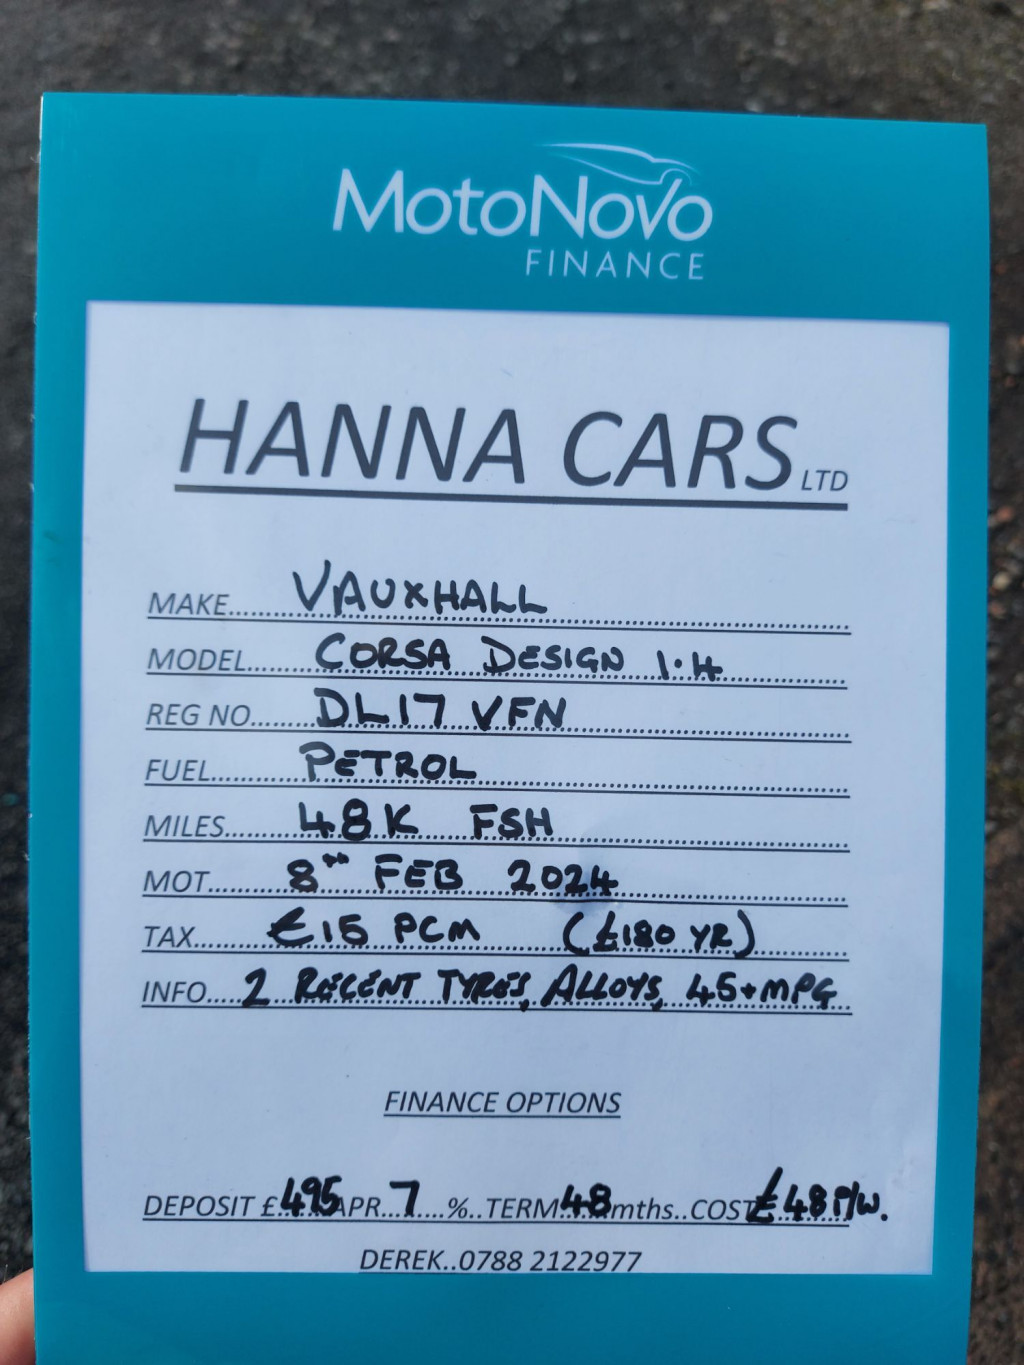 MOTONOVO
FINANCE
HANNA CARS LTD
MAKE......VAUXHALL
MODEL......CORSA DESIGN 1.4
REG NO......DL17 VFN
FUEL......PETROL
MILES......48K FSH
MOT......8TH FEB 2024
TAX......£15 PCM (£180 YR)
INFO....2 RECENT TYRES, ALLOYS, 45+MPG
FINANCE OPTIONS
DEPOSIT £..495 APR...7....%..TERM..48..mths..COST £48 P/W.
DEREK..0788 2122977